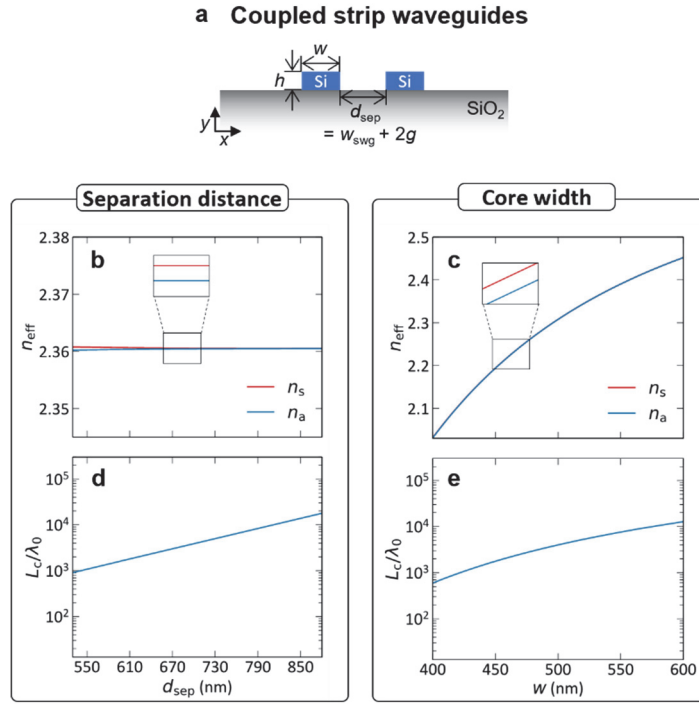 a Coupled strip waveguides
w
h
Si
Si
d_sep
SiO₂
= w_swg + 2g
y
x
Separation distance
Core width
b
2.38
2.37
2.36
2.35
n_eff
n_s
n_a
c
2.5
2.4
2.3
2.2
2.1
n_eff
n_s
n_a
d
10⁵
10⁴
10³
10²
L_c/λ₀
550 610 670 730 790 850
d_sep (nm)
e
10⁵
10⁴
10³
10²
L_c/λ₀
400 450 500 550 600
w (nm)